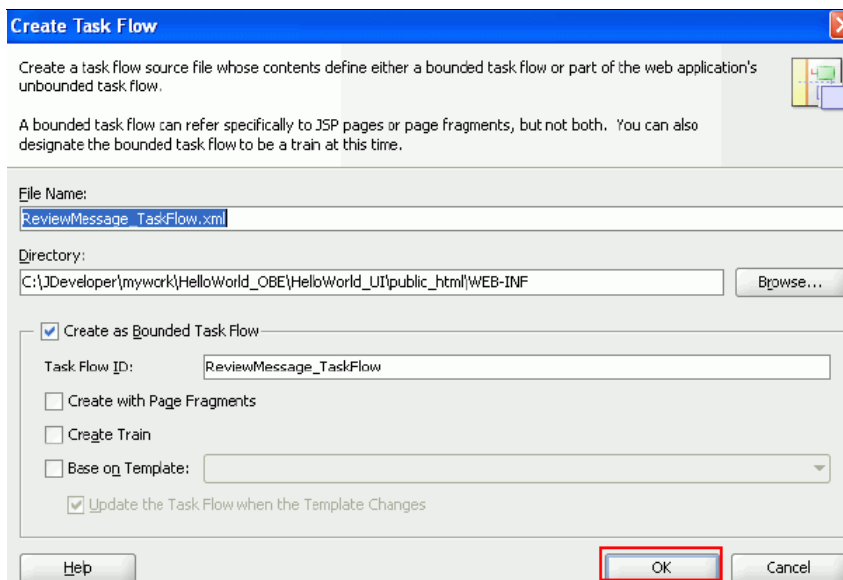 Create Task Flow
Create a task flow source file whose contents define either a bounded task flow or part of the web application's
unbounded task flow.
A bounded task flow can refer specifically to JSP pages or page fragments, but not both. You can also
designate the bounded task flow to be a train at this time.
File Name:
ReviewMessage_TaskFlow.xml
Directory:
C:\JDeveloper\mywork\HelloWorld_OBE\HelloWorld_UI\public_html\WEB-INF
Browse...
Create as Bounded Task Flow
Task Flow ID:
ReviewMessage_TaskFlow
Create with Page Fragments
Create Train
Base on Template:
Update the Task Flow when the Template Changes
Help
OK
Cancel